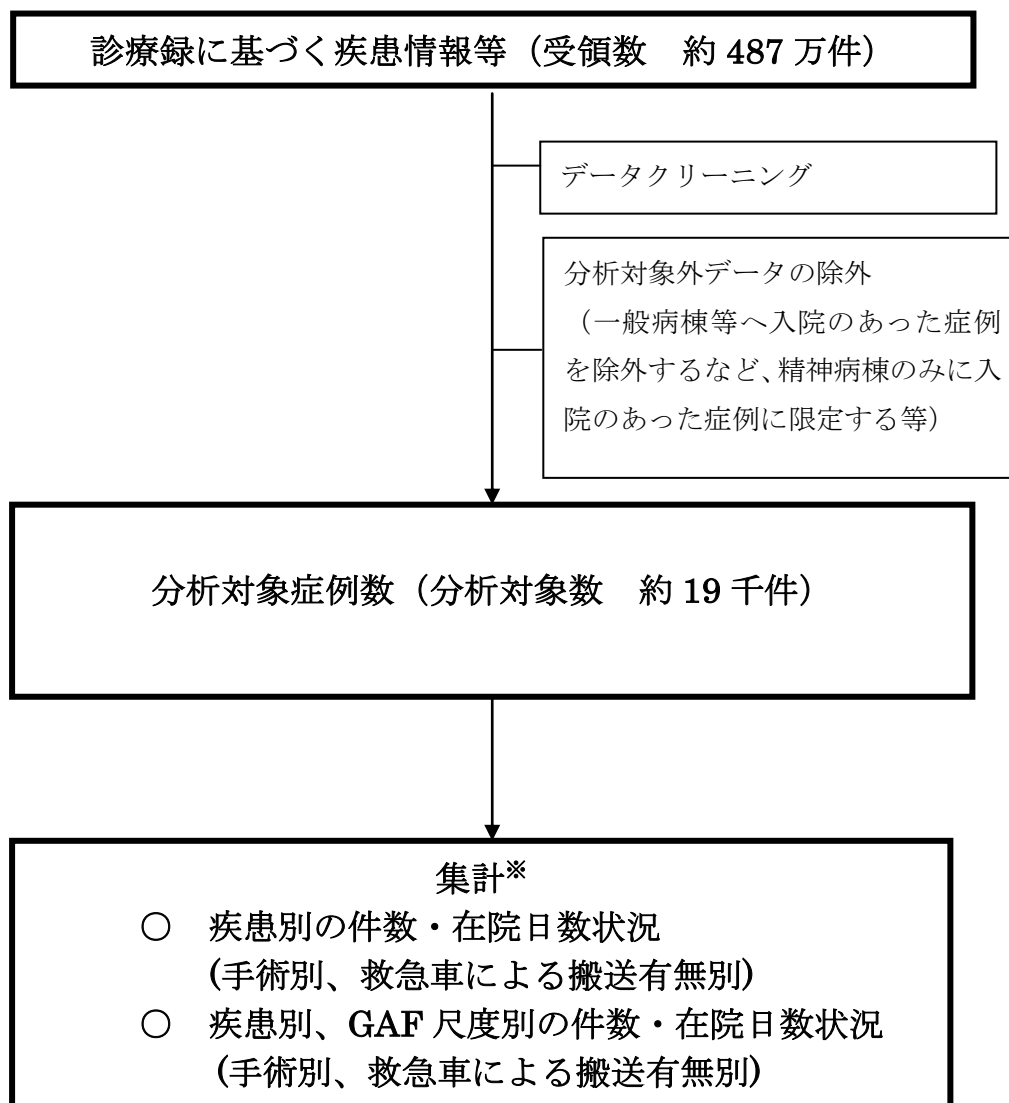 診療録に基づく疾患情報等（受領数　約 487 万件）
データクリーニング
分析対象外データの除外
（一般病棟等へ入院のあった症例
を除外するなど、精神病棟のみに入
院のあった症例に限定する等）
分析対象症例数（分析対象数　約 19 千件）
集計※
○　疾患別の件数・在院日数状況
(手術別、救急車による搬送有無別)
○　疾患別、GAF 尺度別の件数・在院日数状況
(手術別、救急車による搬送有無別)